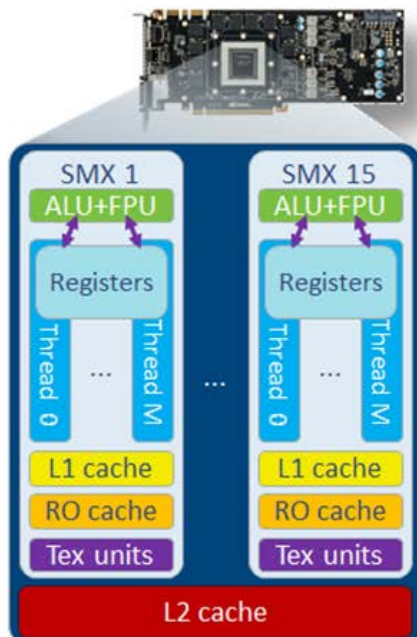 SMX 1
ALU+FPU
Registers
Thread 0
...
Thread M
L1 cache
RO cache
Tex units
...
SMX 15
ALU+FPU
Registers
Thread 0
...
Thread M
L1 cache
RO cache
Tex units
L2 cache